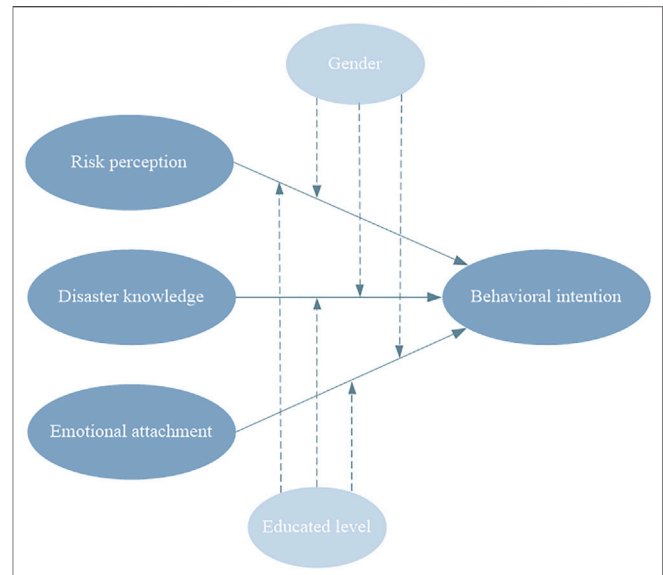 Gender
Risk perception
Disaster knowledge
Behavioral intention
Emotional attachment
Educated level